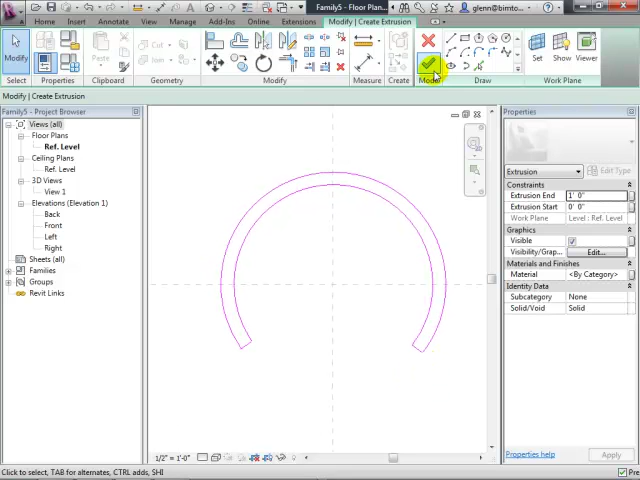 Family5 - Floor Plan...
glenn@bimto...
Home Insert Annotate View Manage Add-Ins Online Extensions Modify | Create Extrusion
Modify
Paste
Cut
Join
Set Show Viewer
Select Properties Clipboard Geometry Modify Measure Create Mode Draw Work Plane
Modify | Create Extrusion
Family5 - Project Browser
Views (all)
Floor Plans
Ref. Level
Ceiling Plans
Ref. Level
3D Views
View 1
Elevations (Elevation 1)
Back
Front
Left
Right
Sheets (all)
Families
Groups
Revit Links
Properties
Extrusion
Edit Type
Constraints
Extrusion End 1' 0"
Extrusion Start 0' 0"
Work Plane Level : Ref. Level
Graphics
Visible
Visibility/Grap... Edit...
Materials and Finishes
Material <By Category>
Identity Data
Subcategory None
Solid/Void Solid
Properties help Apply
1/2" = 1'-0"
Click to select, TAB for alternates, CTRL adds, SHI
Pre